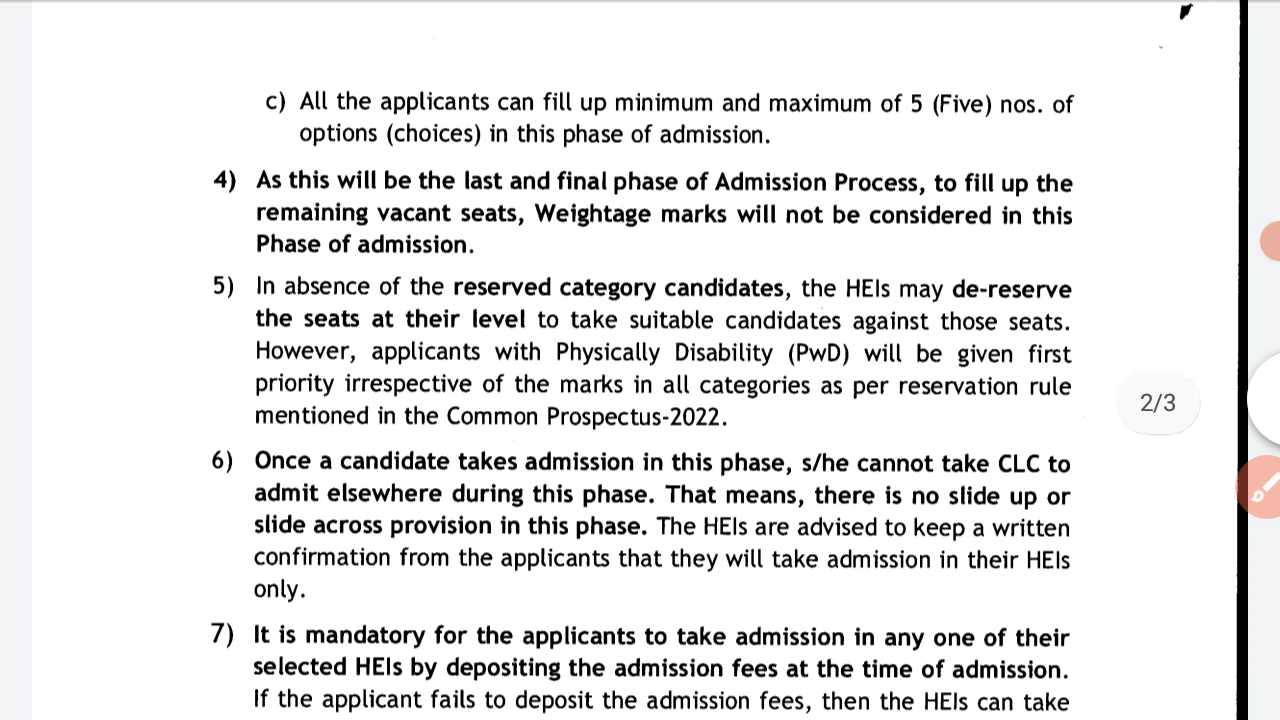 c) All the applicants can fill up minimum and maximum of 5 (Five) nos. of
options (choices) in this phase of admission.
4) As this will be the last and final phase of Admission Process, to fill up the
remaining vacant seats, Weightage marks will not be considered in this
Phase of admission.
5) In absence of the reserved category candidates, the HEIs may de-reserve
the seats at their level to take suitable candidates against those seats.
However, applicants with Physically Disability (PwD) will be given first
priority irrespective of the marks in all categories as per reservation rule
mentioned in the Common Prospectus-2022.
2/3
6) Once a candidate takes admission in this phase, s/he cannot take CLC to
admit elsewhere during this phase. That means, there is no slide up or
slide across provision in this phase. The HEIs are advised to keep a written
confirmation from the applicants that they will take admission in their HEIs
only.
7) It is mandatory for the applicants to take admission in any one of their
selected HEIs by depositing the admission fees at the time of admission.
If the applicant fails to deposit the admission fees, then the HEIs can take